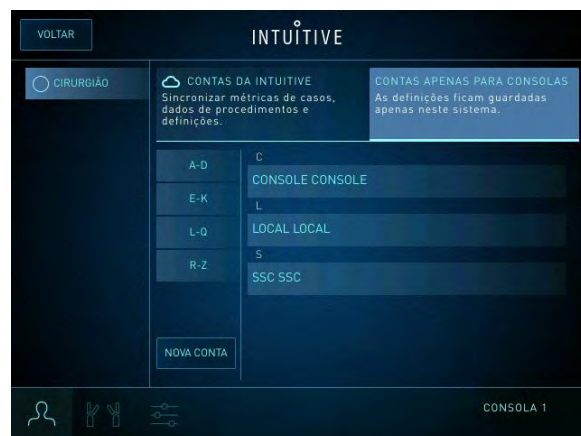 VOLTAR
INTUITIVE
CIRURGIÃO
CONTAS DA INTUITIVE
Sincronizar métricas de casos,
dados de procedimentos e
definições.
CONTAS APENAS PARA CONSOLAS
As definições ficam guardadas
apenas neste sistema.
A-D
E-K
L-Q
R-Z
NOVA CONTA
C
CONSOLE CONSOLE
L
LOCAL LOCAL
S
SSC SSC
CONSOLA 1